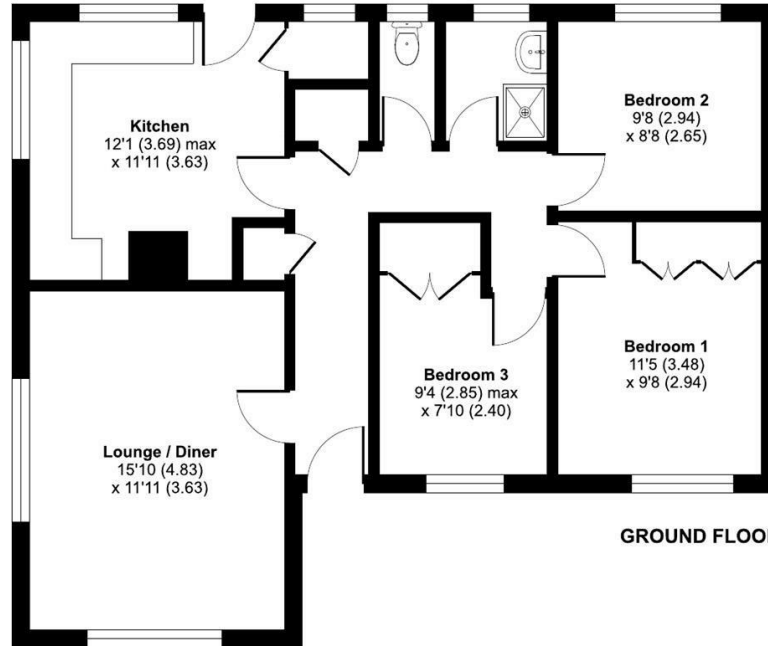 Kitchen
12'1 (3.69) max
x 11'11 (3.63)
Bedroom 2
9'8 (2.94)
x 8'8 (2.65)
Bedroom 1
11'5 (3.48)
x 9'8 (2.94)
Bedroom 3
9'4 (2.85) max
x 7'10 (2.40)
Lounge / Diner
15'10 (4.83)
x 11'11 (3.63)
GROUND FLOO